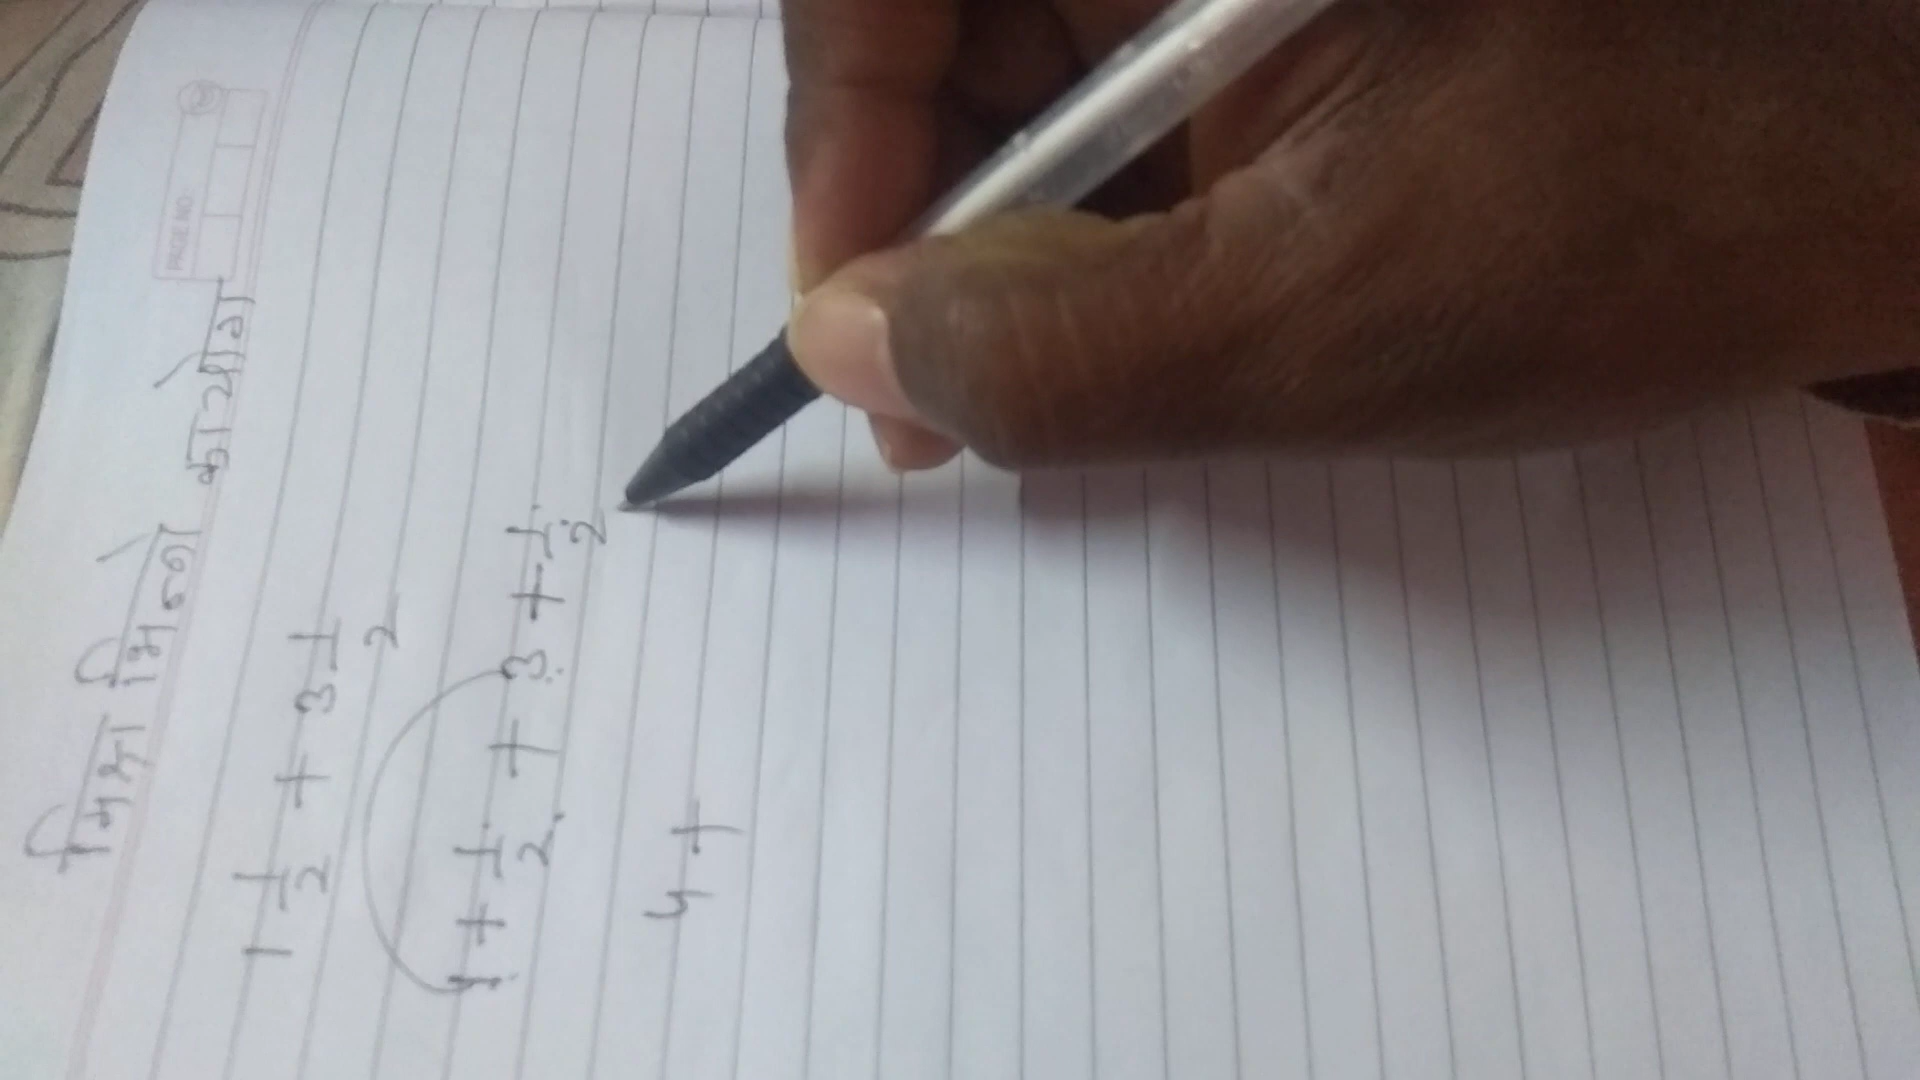 PAGE NO.
मिश्र भिन्नो का योग
1 1/2 + 3 1/2
1 + 1/2 + 3 + 1/2
4 +